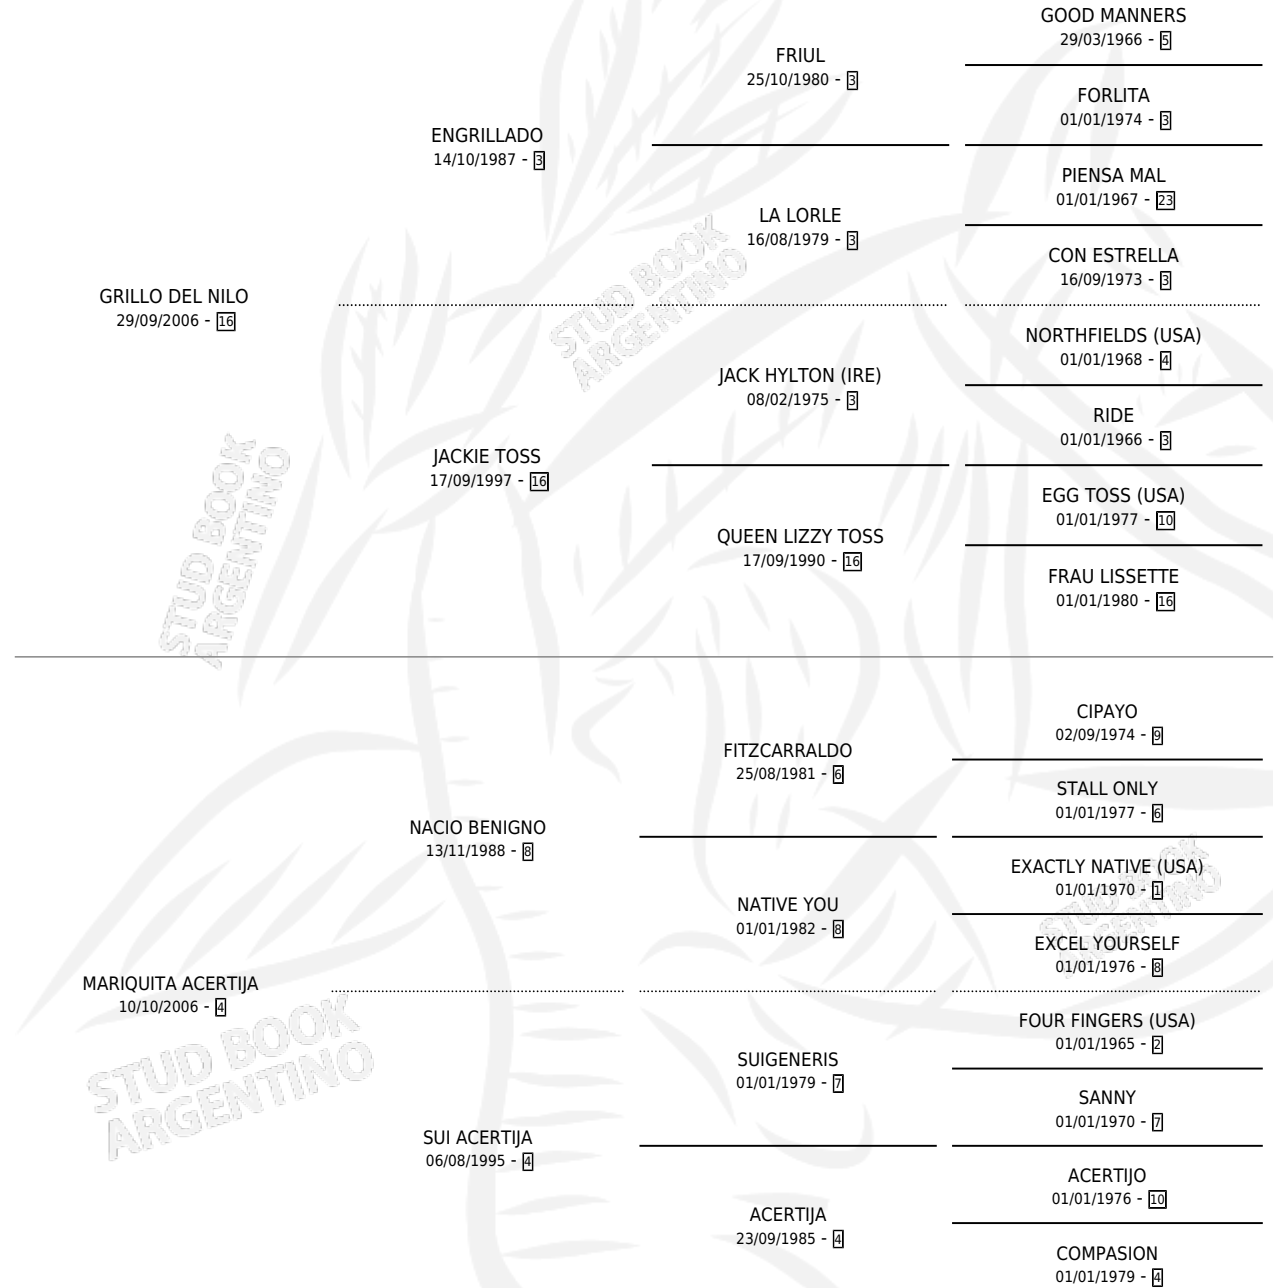 GOOD MANNERS
29/03/1966 - 5
FRIUL
25/10/1980 - 3
FORLITA
01/01/1974 - 3
ENGRILLADO
14/10/1987 - 3
PIENSA MAL
01/01/1967 - 23
LA LORLE
16/08/1979 - 3
CON ESTRELLA
16/09/1973 - 3
GRILLO DEL NILO
29/09/2006 - 16
STUD BOOK
ARGENTINO
NORTHFIELDS (USA)
01/01/1968 - 4
JACK HYLTON (IRE)
08/02/1975 - 3
RIDE
01/01/1966 - 3
JACKIE TOSS
17/09/1997 - 16
EGG TOSS (USA)
01/01/1977 - 10
QUEEN LIZZY TOSS
17/09/1990 - 16
FRAU LISSETTE
01/01/1980 - 16
STUD BOOK
ARGENTINO
CIPAYO
02/09/1974 - 9
FITZCARRALDO
25/08/1981 - 6
STALL ONLY
01/01/1977 - 6
NACIO BENIGNO
13/11/1988 - 8
EXACTLY NATIVE (USA)
01/01/1970 - 1
NATIVE YOU
01/01/1982 - 8
EXCEL YOURSELF
01/01/1976 - 8
STUD BOOK
ARGENTINO
MARIQUITA ACERTIJA
10/10/2006 - 4
STUD BOOK
ARGENTINO
FOUR FINGERS (USA)
01/01/1965 - 2
SUIGENERIS
01/01/1979 - 7
SANNY
01/01/1970 - 7
SUI ACERTIJA
06/08/1995 - 4
ACERTIJO
01/01/1976 - 10
ACERTIJA
23/09/1985 - 4
COMPASION
01/01/1979 - 4